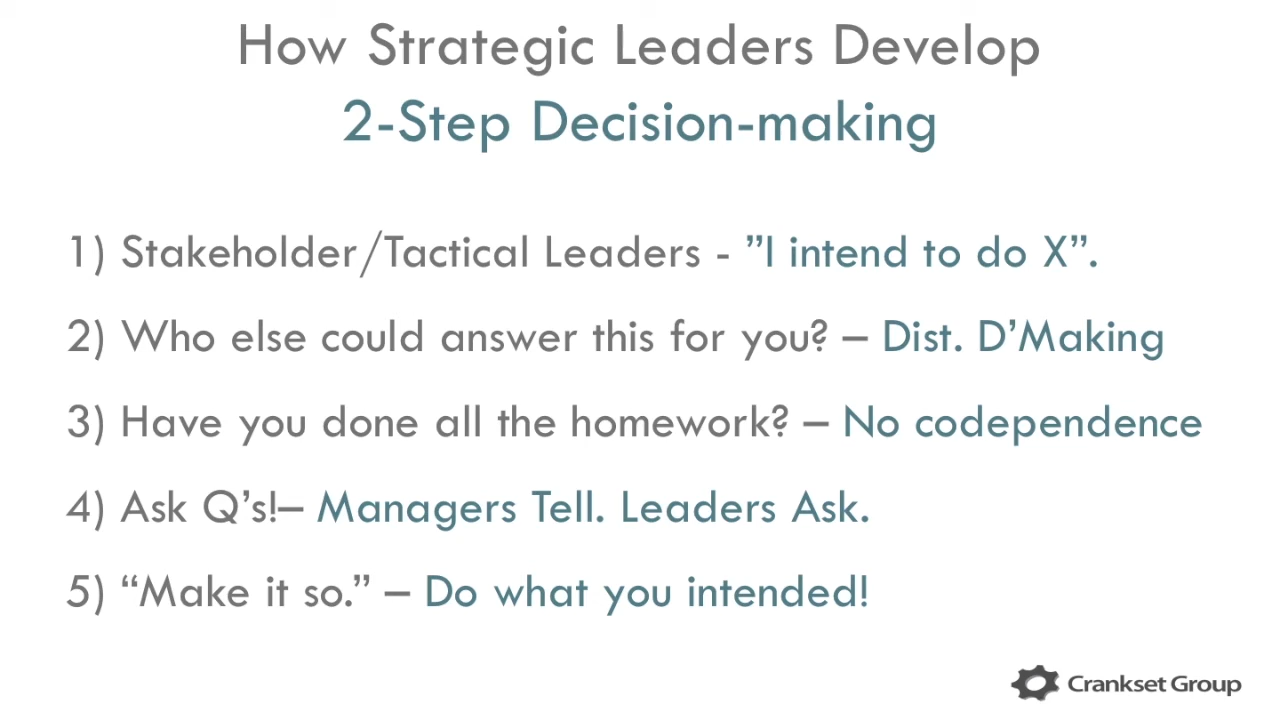 How Strategic Leaders Develop
2-Step Decision-making
1) Stakeholder/Tactical Leaders - ”I intend to do X”.
2) Who else could answer this for you? – Dist. D’Making
3) Have you done all the homework? – No codependence
4) Ask Q’s!– Managers Tell. Leaders Ask.
5) “Make it so.” – Do what you intended!
Crankset Group